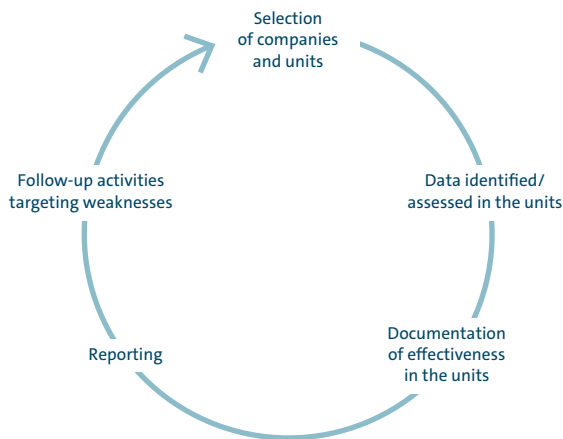 Selection
of companies
and units
Data identified/
assessed in the units
Documentation
of effectiveness
in the units
Reporting
Follow-up activities
targeting weaknesses